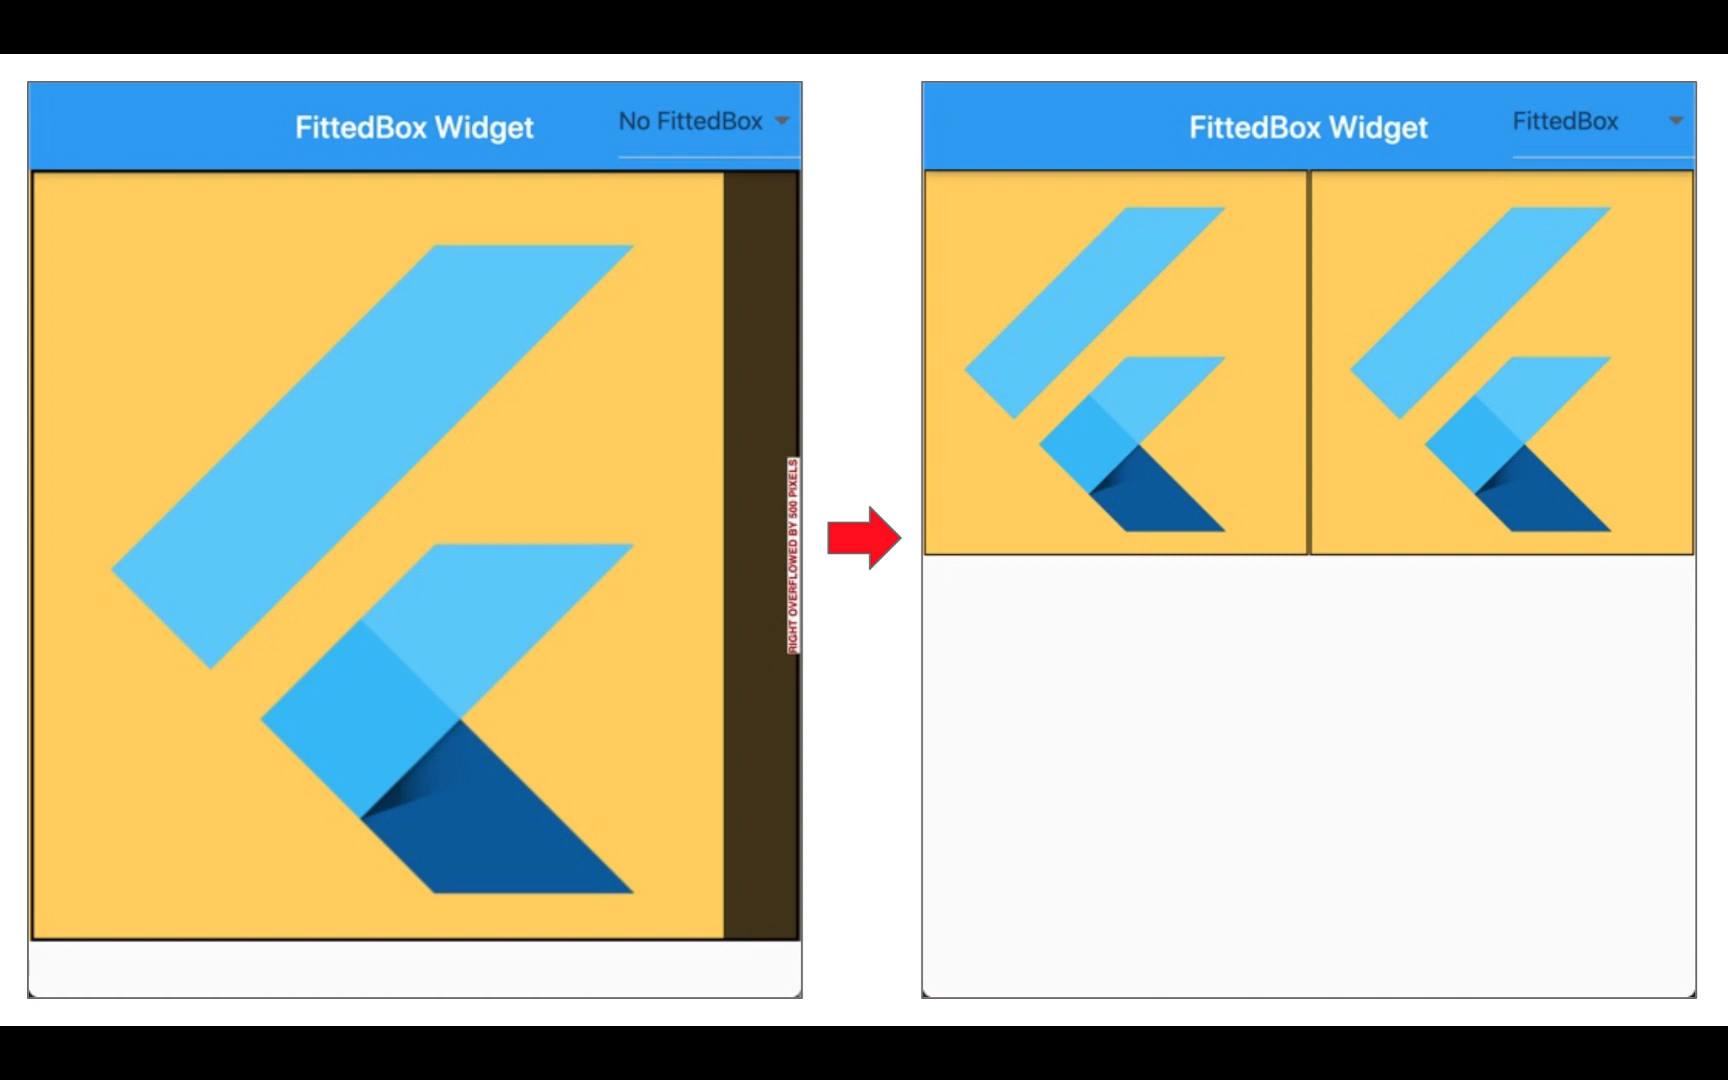 FittedBox Widget
No FittedBox
RIGHT OVERFLOWED BY 500 PIXELS
FittedBox Widget
FittedBox